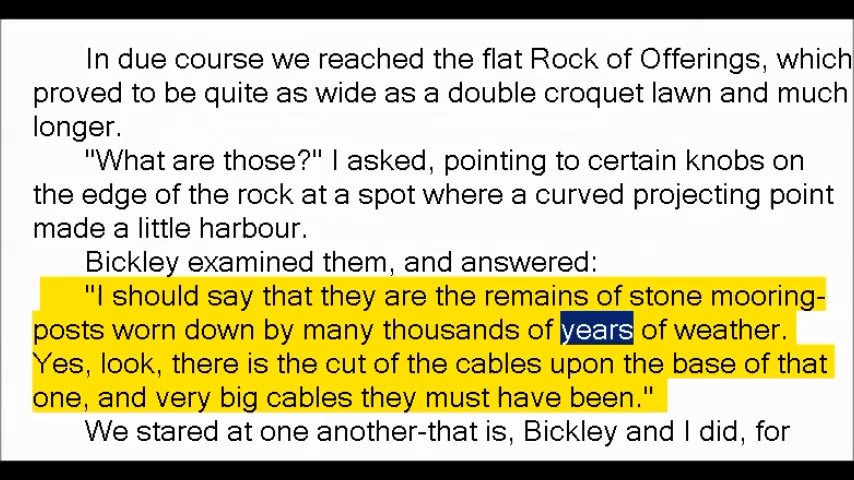 In due course we reached the flat Rock of Offerings, which
proved to be quite as wide as a double croquet lawn and much
longer.
"What are those?" I asked, pointing to certain knobs on
the edge of the rock at a spot where a curved projecting point
made a little harbour.
Bickley examined them, and answered:
"I should say that they are the remains of stone mooring-
posts worn down by many thousands of years of weather.
Yes, look, there is the cut of the cables upon the base of that
one, and very big cables they must have been."
We stared at one another-that is, Bickley and I did, for